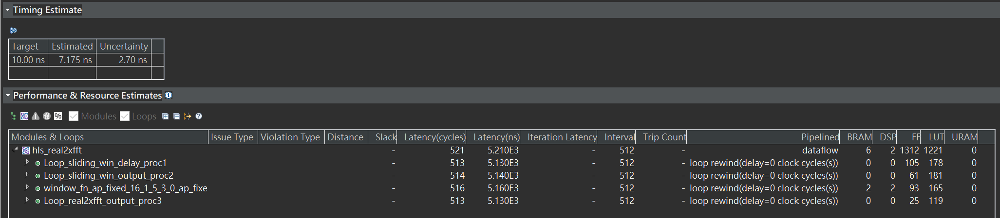 Timing Estimate
Target Estimated Uncertainty
10.00 ns 7.175 ns 2.70 ns
Performance & Resource Estimates
% Modules Loops
Modules & Loops Issue Type Violation Type Distance Slack Latency(cycles) Latency(ns) Iteration Latency Interval Trip Count Pipelined BRAM DSP FF LUT URAM
hls_real2xfft - 521 5.210E3 - 512 - dataflow 6 2 1312 1221 0
Loop_sliding_win_delay_proc1 - 513 5.130E3 - 512 - loop rewind(delay=0 clock cycles(s)) 0 0 105 178 0
Loop_sliding_win_output_proc2 - 514 5.140E3 - 512 - loop rewind(delay=0 clock cycles(s)) 0 0 61 181 0
window_fn_ap_fixed_16_1_5_3_0_ap_fixe - 516 5.160E3 - 512 - loop rewind(delay=0 clock cycles(s)) 2 2 93 165 0
Loop_real2xfft_output_proc3 - 513 5.130E3 - 512 - loop rewind(delay=0 clock cycles(s)) 0 0 25 119 0